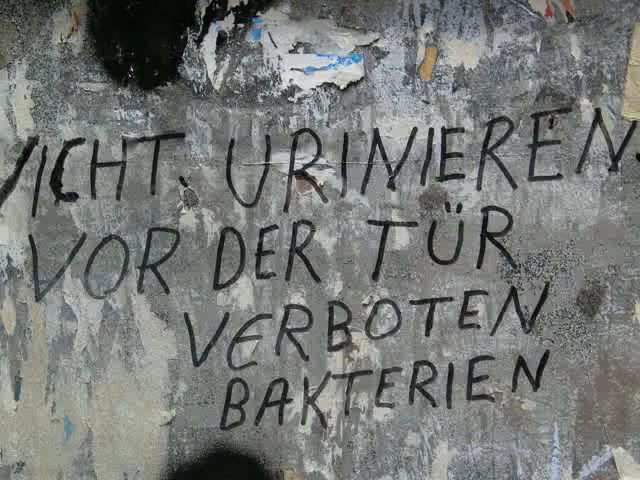 NICHT. URINIEREN.
VOR DER TÜR
VERBOTEN
BAKTERIEN